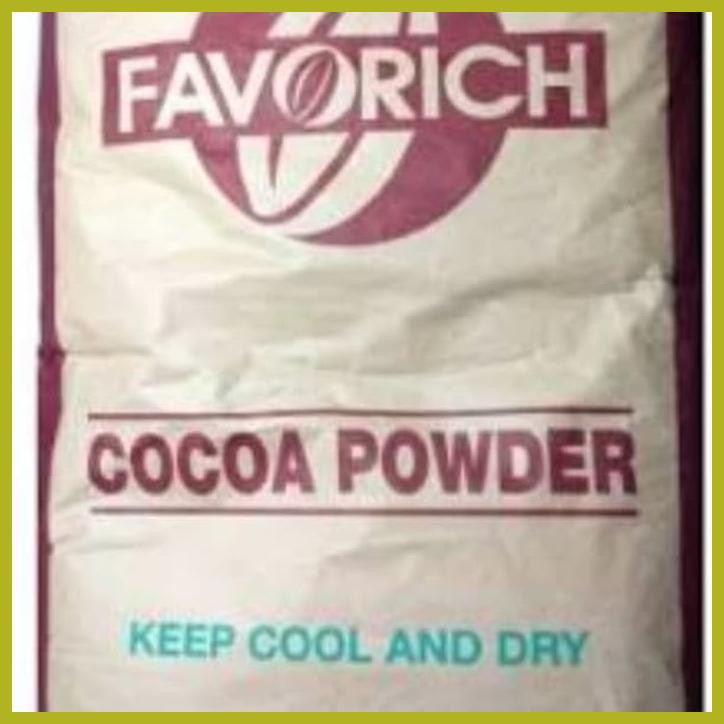 FAVORICH
COCOA POWDER
KEEP COOL AND DRY